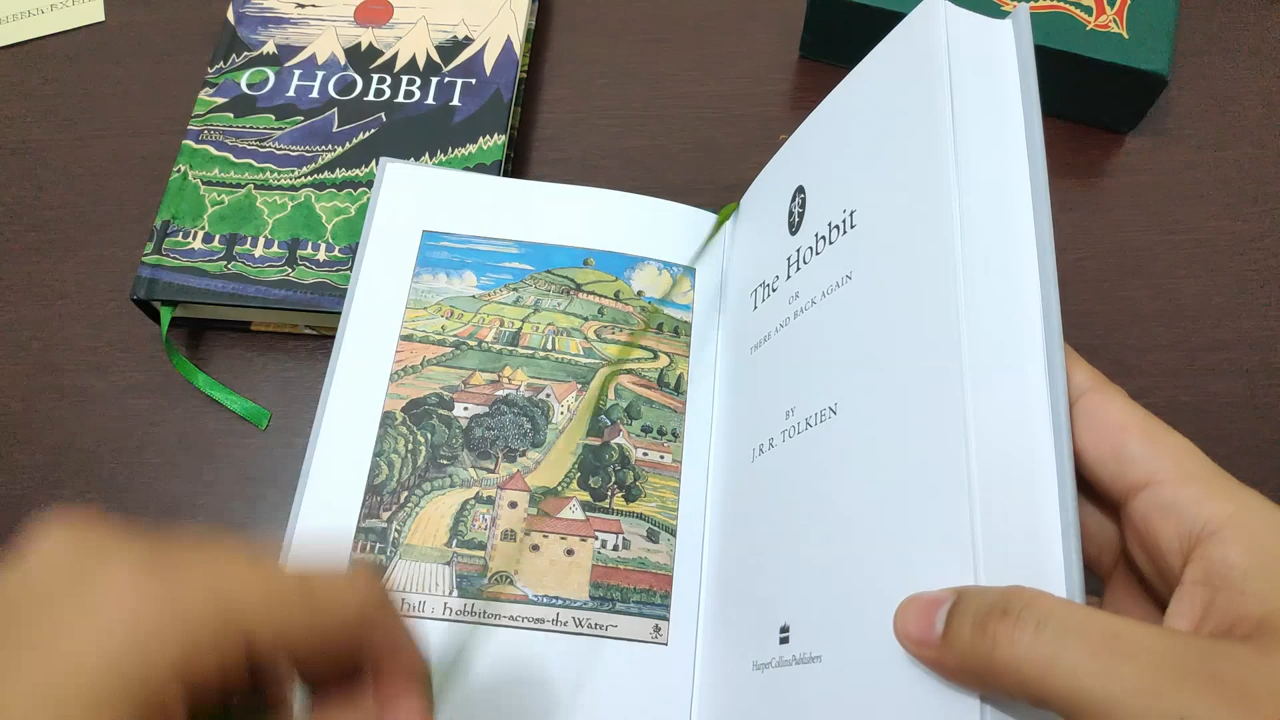 O HOBBIT
hill : hobbiton-across-the Water
The Hobbit
OR
THERE AND BACK AGAIN
BY
J.R.R. TOLKIEN
HarperCollinsPublishers